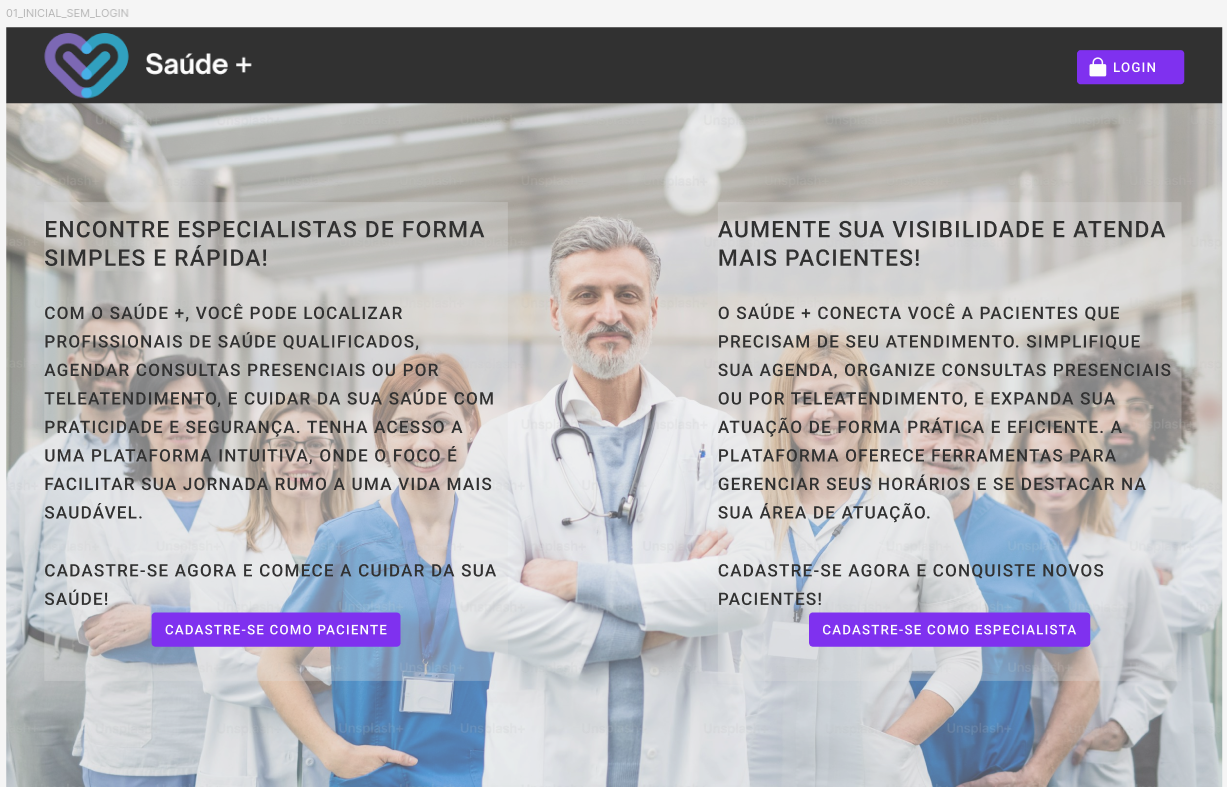 01_INICIAL_SEM_LOGIN
Saúde +
LOGIN
ENCONTRE ESPECIALISTAS DE FORMA
SIMPLES E RÁPIDA!
COM O SAÚDE +, VOCÊ PODE LOCALIZAR
PROFISSIONAIS DE SAÚDE QUALIFICADOS,
AGENDAR CONSULTAS PRESENCIAIS OU POR
TELEATENDIMENTO, E CUIDAR DA SUA SAÚDE COM
PRATICIDADE E SEGURANÇA. TENHA ACESSO A
UMA PLATAFORMA INTUITIVA, ONDE O FOCO É
FACILITAR SUA JORNADA RUMO A UMA VIDA MAIS
SAUDÁVEL.
CADASTRE-SE AGORA E COMECE A CUIDAR DA SUA
SAÚDE!
CADASTRE-SE COMO PACIENTE
AUMENTE SUA VISIBILIDADE E ATENDA
MAIS PACIENTES!
O SAÚDE + CONECTA VOCÊ A PACIENTES QUE
PRECISAM DE SEU ATENDIMENTO. SIMPLIFIQUE
SUA AGENDA, ORGANIZE CONSULTAS PRESENCIAIS
OU POR TELEATENDIMENTO, E EXPANDA SUA
ATUAÇÃO DE FORMA PRÁTICA E EFICIENTE. A
PLATAFORMA OFERECE FERRAMENTAS PARA
GERENCIAR SEUS HORÁRIOS E SE DESTACAR NA
SUA ÁREA DE ATUAÇÃO.
CADASTRE-SE AGORA E CONQUISTE NOVOS
PACIENTES!
CADASTRE-SE COMO ESPECIALISTA
Unsplash+